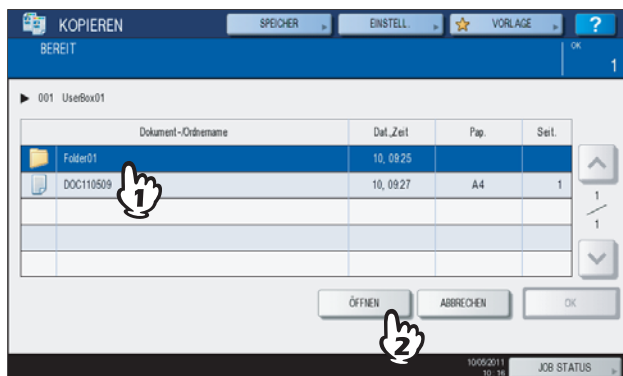 KOPIEREN SPEICHER EINSTELL. VORLAGE ?
BEREIT OK
1
001 UserBox01
Dokument-/Ordnername Dat.,Zeit Pap. Seit.
Folder01 10, 09:25
DOC110509 10, 09:27 A4 1
1
1
1
2
ÖFFNEN ABBRECHEN OK
10/05/2011
10:16
JOB STATUS